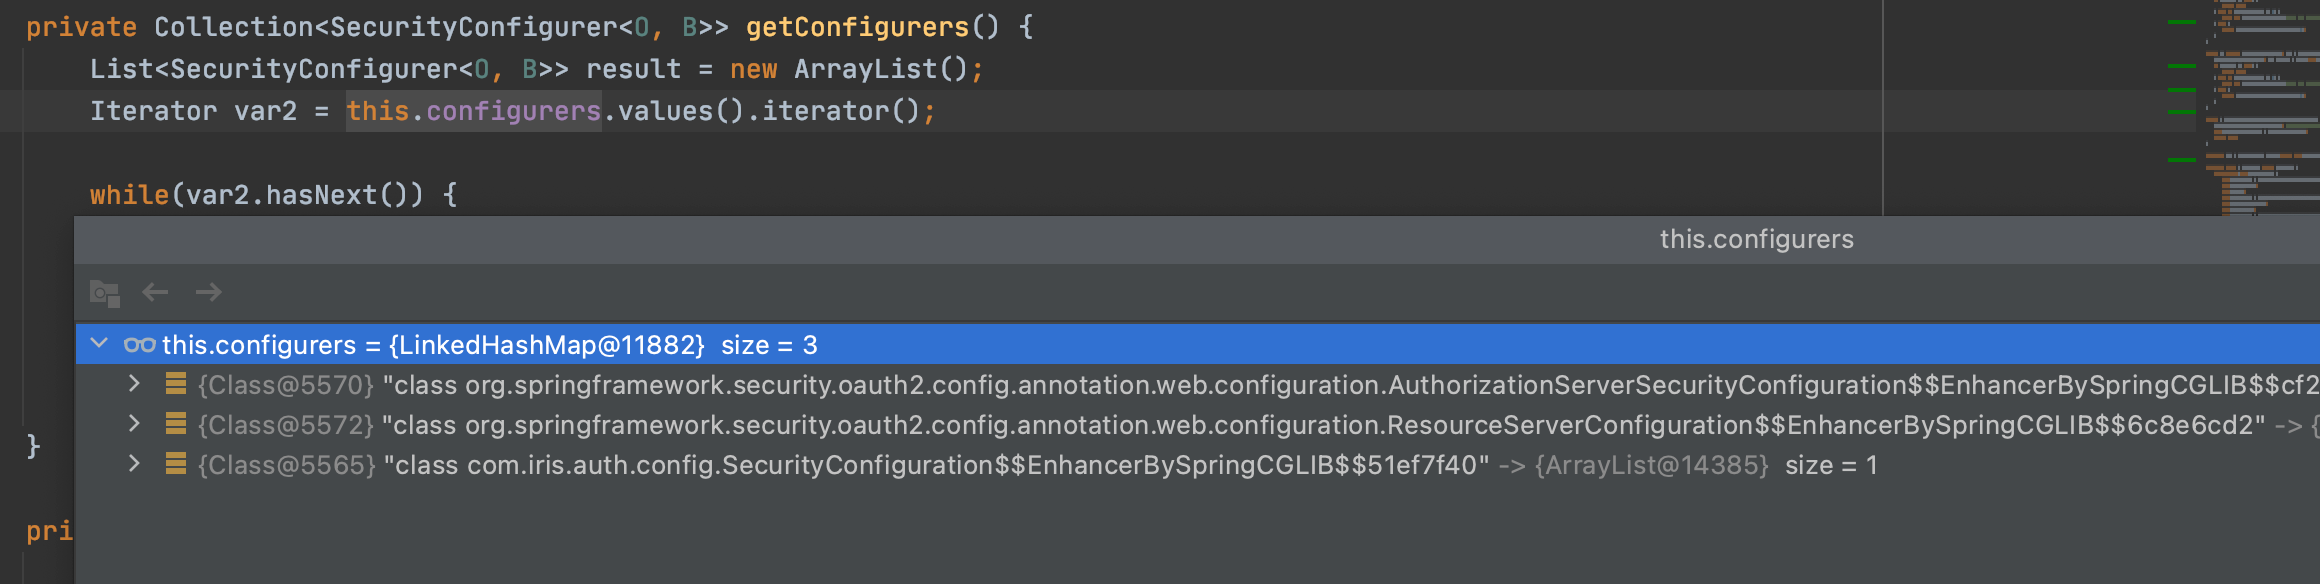 private Collection<SecurityConfigurer<O, B>> getConfigurers() {
List<SecurityConfigurer<O, B>> result = new ArrayList();
Iterator var2 = this.configurers.values().iterator();
while(var2.hasNext()) {
this.configurers
this.configurers = {LinkedHashMap@11882} size = 3
{Class@5570} "class org.springframework.security.oauth2.config.annotation.web.configuration.AuthorizationServerSecurityConfiguration$$EnhancerBySpringCGLIB$$cf2
{Class@5572} "class org.springframework.security.oauth2.config.annotation.web.configuration.ResourceServerConfiguration$$EnhancerBySpringCGLIB$$6c8e6cd2" -> {
}
{Class@5565} "class com.iris.auth.config.SecurityConfiguration$$EnhancerBySpringCGLIB$$51ef7f40" -> {ArrayList@14385} size = 1
pri